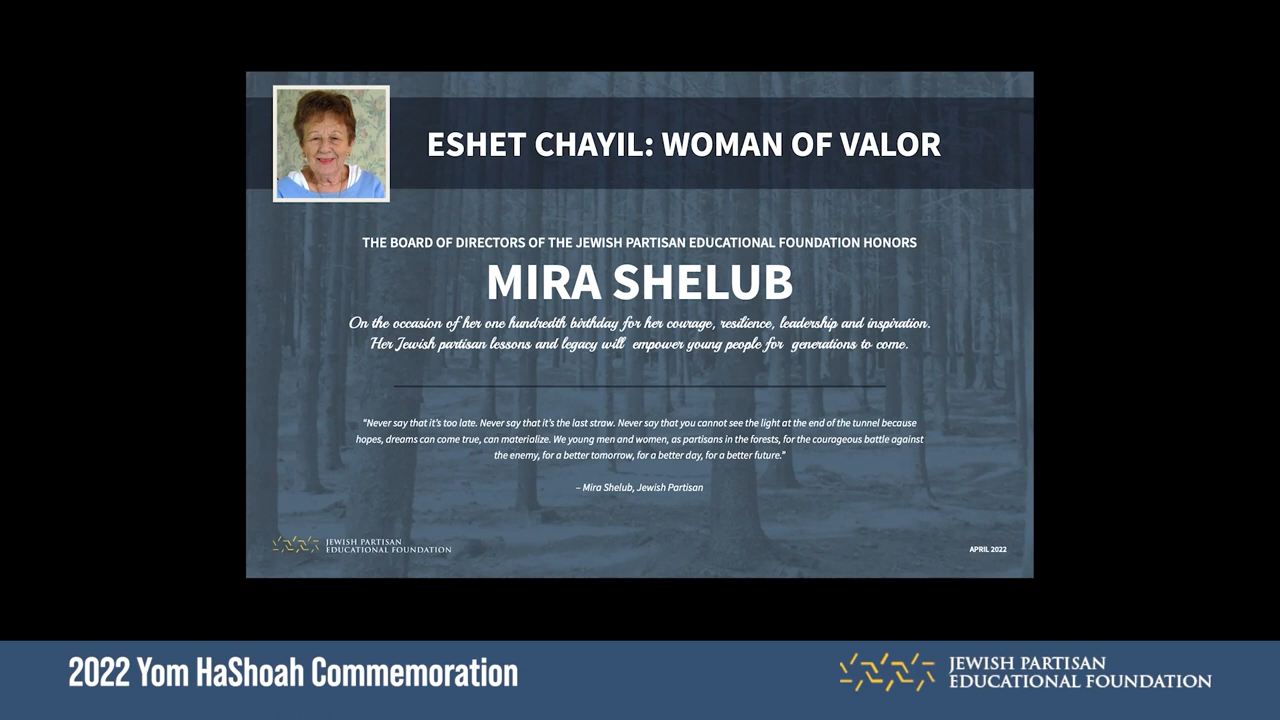 ESHET CHAYIL: WOMAN OF VALOR
THE BOARD OF DIRECTORS OF THE JEWISH PARTISAN EDUCATIONAL FOUNDATION HONORS
MIRA SHELUB
On the occasion of her one hundredth birthday for her courage, resilience, leadership and inspiration.
Her Jewish partisan lessons and legacy will empower young people for generations to come.
"Never say that it's too late. Never say that it's the last straw. Never say that you cannot see the light at the end of the tunnel because
hopes, dreams can come true, can materialize. We young men and women, as partisans in the forests, for the courageous battle against
the enemy, for a better tomorrow, for a better day, for a better future."
– Mira Shelub, Jewish Partisan
JEWISH PARTISAN
EDUCATIONAL FOUNDATION
APRIL 2022
2022 Yom HaShoah Commemoration
JEWISH PARTISAN
EDUCATIONAL FOUNDATION